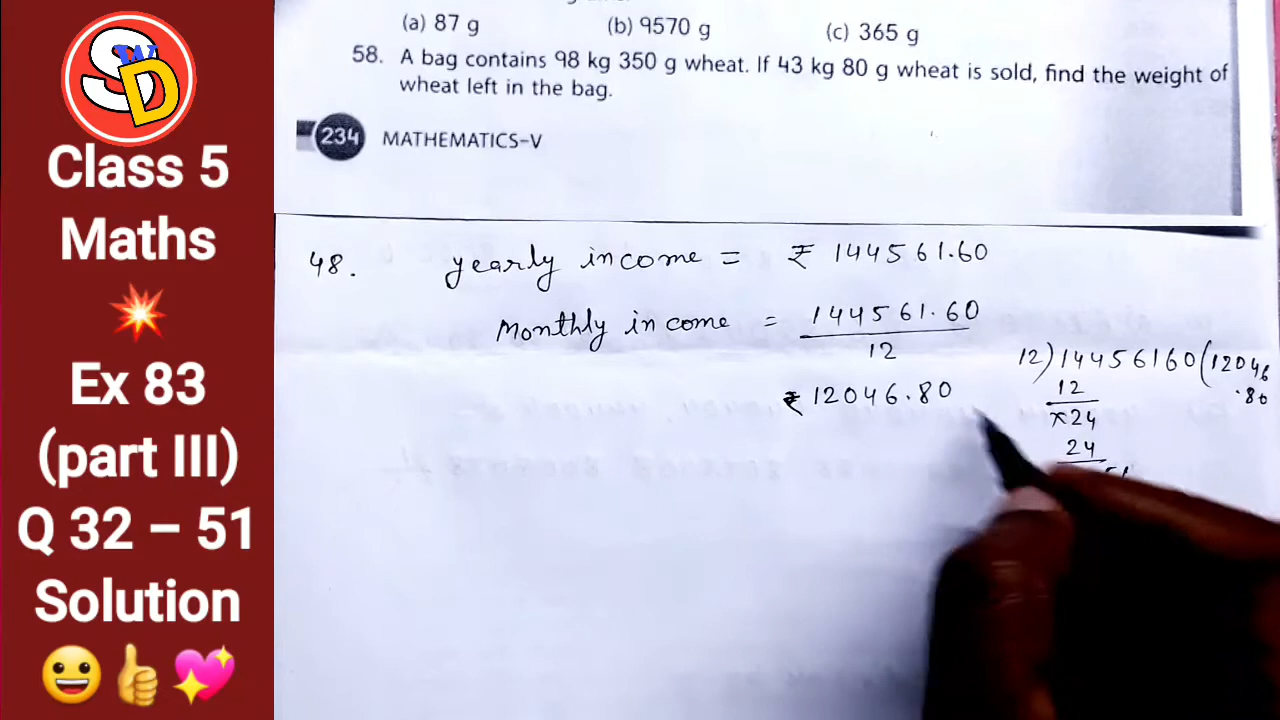 S W D
Class 5
Maths
Ex 83
(part III)
Q 32 – 51
Solution
(a) 87 g (b) 9570 g (c) 365 g
58. A bag contains 98 kg 350 g wheat. If 43 kg 80 g wheat is sold, find the weight of
wheat left in the bag.
234 MATHEMATICS–V
48. yearly income = ₹ 144561.60
Monthly income = 144561.60
12
₹ 12046.80
12)14456160(12046
.80
12
×24
24